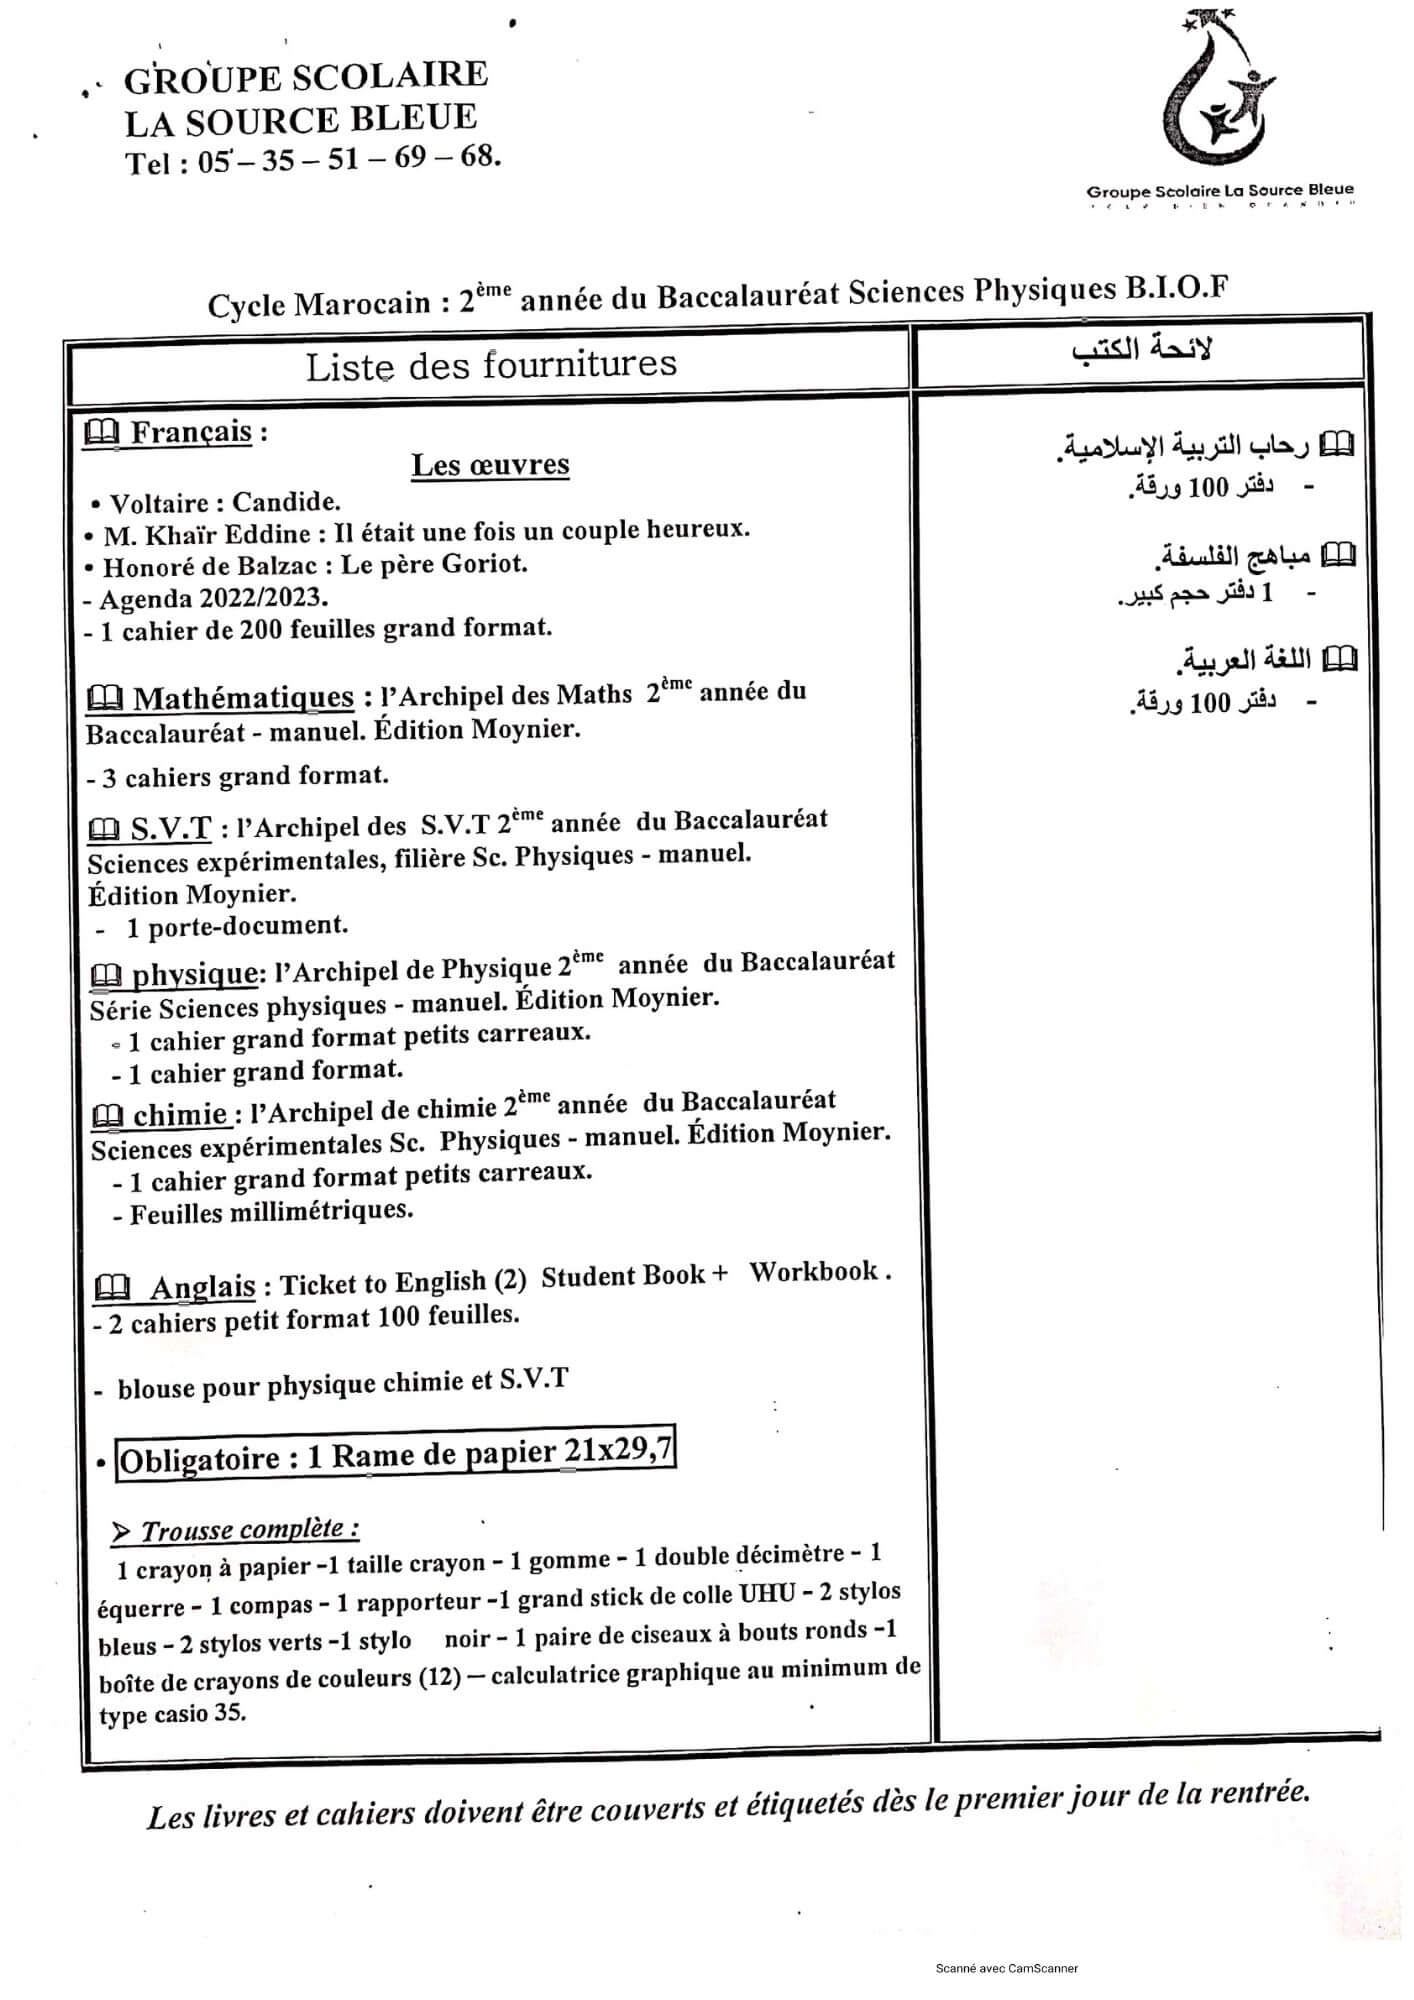 GROUPE SCOLAIRE
LA SOURCE BLEUE
Tel : 05 – 35 – 51 – 69 – 68.
Groupe Scolaire La Source Bleue
Cycle Marocain : 2ème année du Baccalauréat Sciences Physiques B.I.O.F
Liste des fournitures
Français :
Les œuvres
• Voltaire : Candide.
• M. Khaïr Eddine : Il était une fois un couple heureux.
• Honoré de Balzac : Le père Goriot.
- Agenda 2022/2023.
- 1 cahier de 200 feuilles grand format.
Mathématiques : l'Archipel des Maths 2ème année du
Baccalauréat - manuel. Édition Moynier.
- 3 cahiers grand format.
S.V.T : l'Archipel des S.V.T 2ème année du Baccalauréat
Sciences expérimentales, filière Sc. Physiques - manuel.
Édition Moynier.
- 1 porte-document.
physique: l'Archipel de Physique 2ème année du Baccalauréat
Série Sciences physiques - manuel. Édition Moynier.
- 1 cahier grand format petits carreaux.
- 1 cahier grand format.
chimie : l'Archipel de chimie 2ème année du Baccalauréat
Sciences expérimentales Sc. Physiques - manuel. Édition Moynier.
- 1 cahier grand format petits carreaux.
- Feuilles millimétriques.
Anglais : Ticket to English (2) Student Book + Workbook .
- 2 cahiers petit format 100 feuilles.
- blouse pour physique chimie et S.V.T
• Obligatoire : 1 Rame de papier 21x29,7
➢ Trousse complète :
1 crayon à papier –1 taille crayon – 1 gomme – 1 double décimètre – 1
équerre – 1 compas – 1 rapporteur –1 grand stick de colle UHU – 2 stylos
bleus – 2 stylos verts –1 stylo noir – 1 paire de ciseaux à bouts ronds –1
boîte de crayons de couleurs (12) — calculatrice graphique au minimum de
type casio 35.
لائحة الكتب
رحاب التربية الإسلامية.
- دفتر 100 ورقة.
مباهج الفلسفة.
- 1 دفتر حجم كبير.
اللغة العربية.
- دفتر 100 ورقة.
Les livres et cahiers doivent être couverts et étiquetés dès le premier jour de la rentrée.
Scanné avec CamScanner